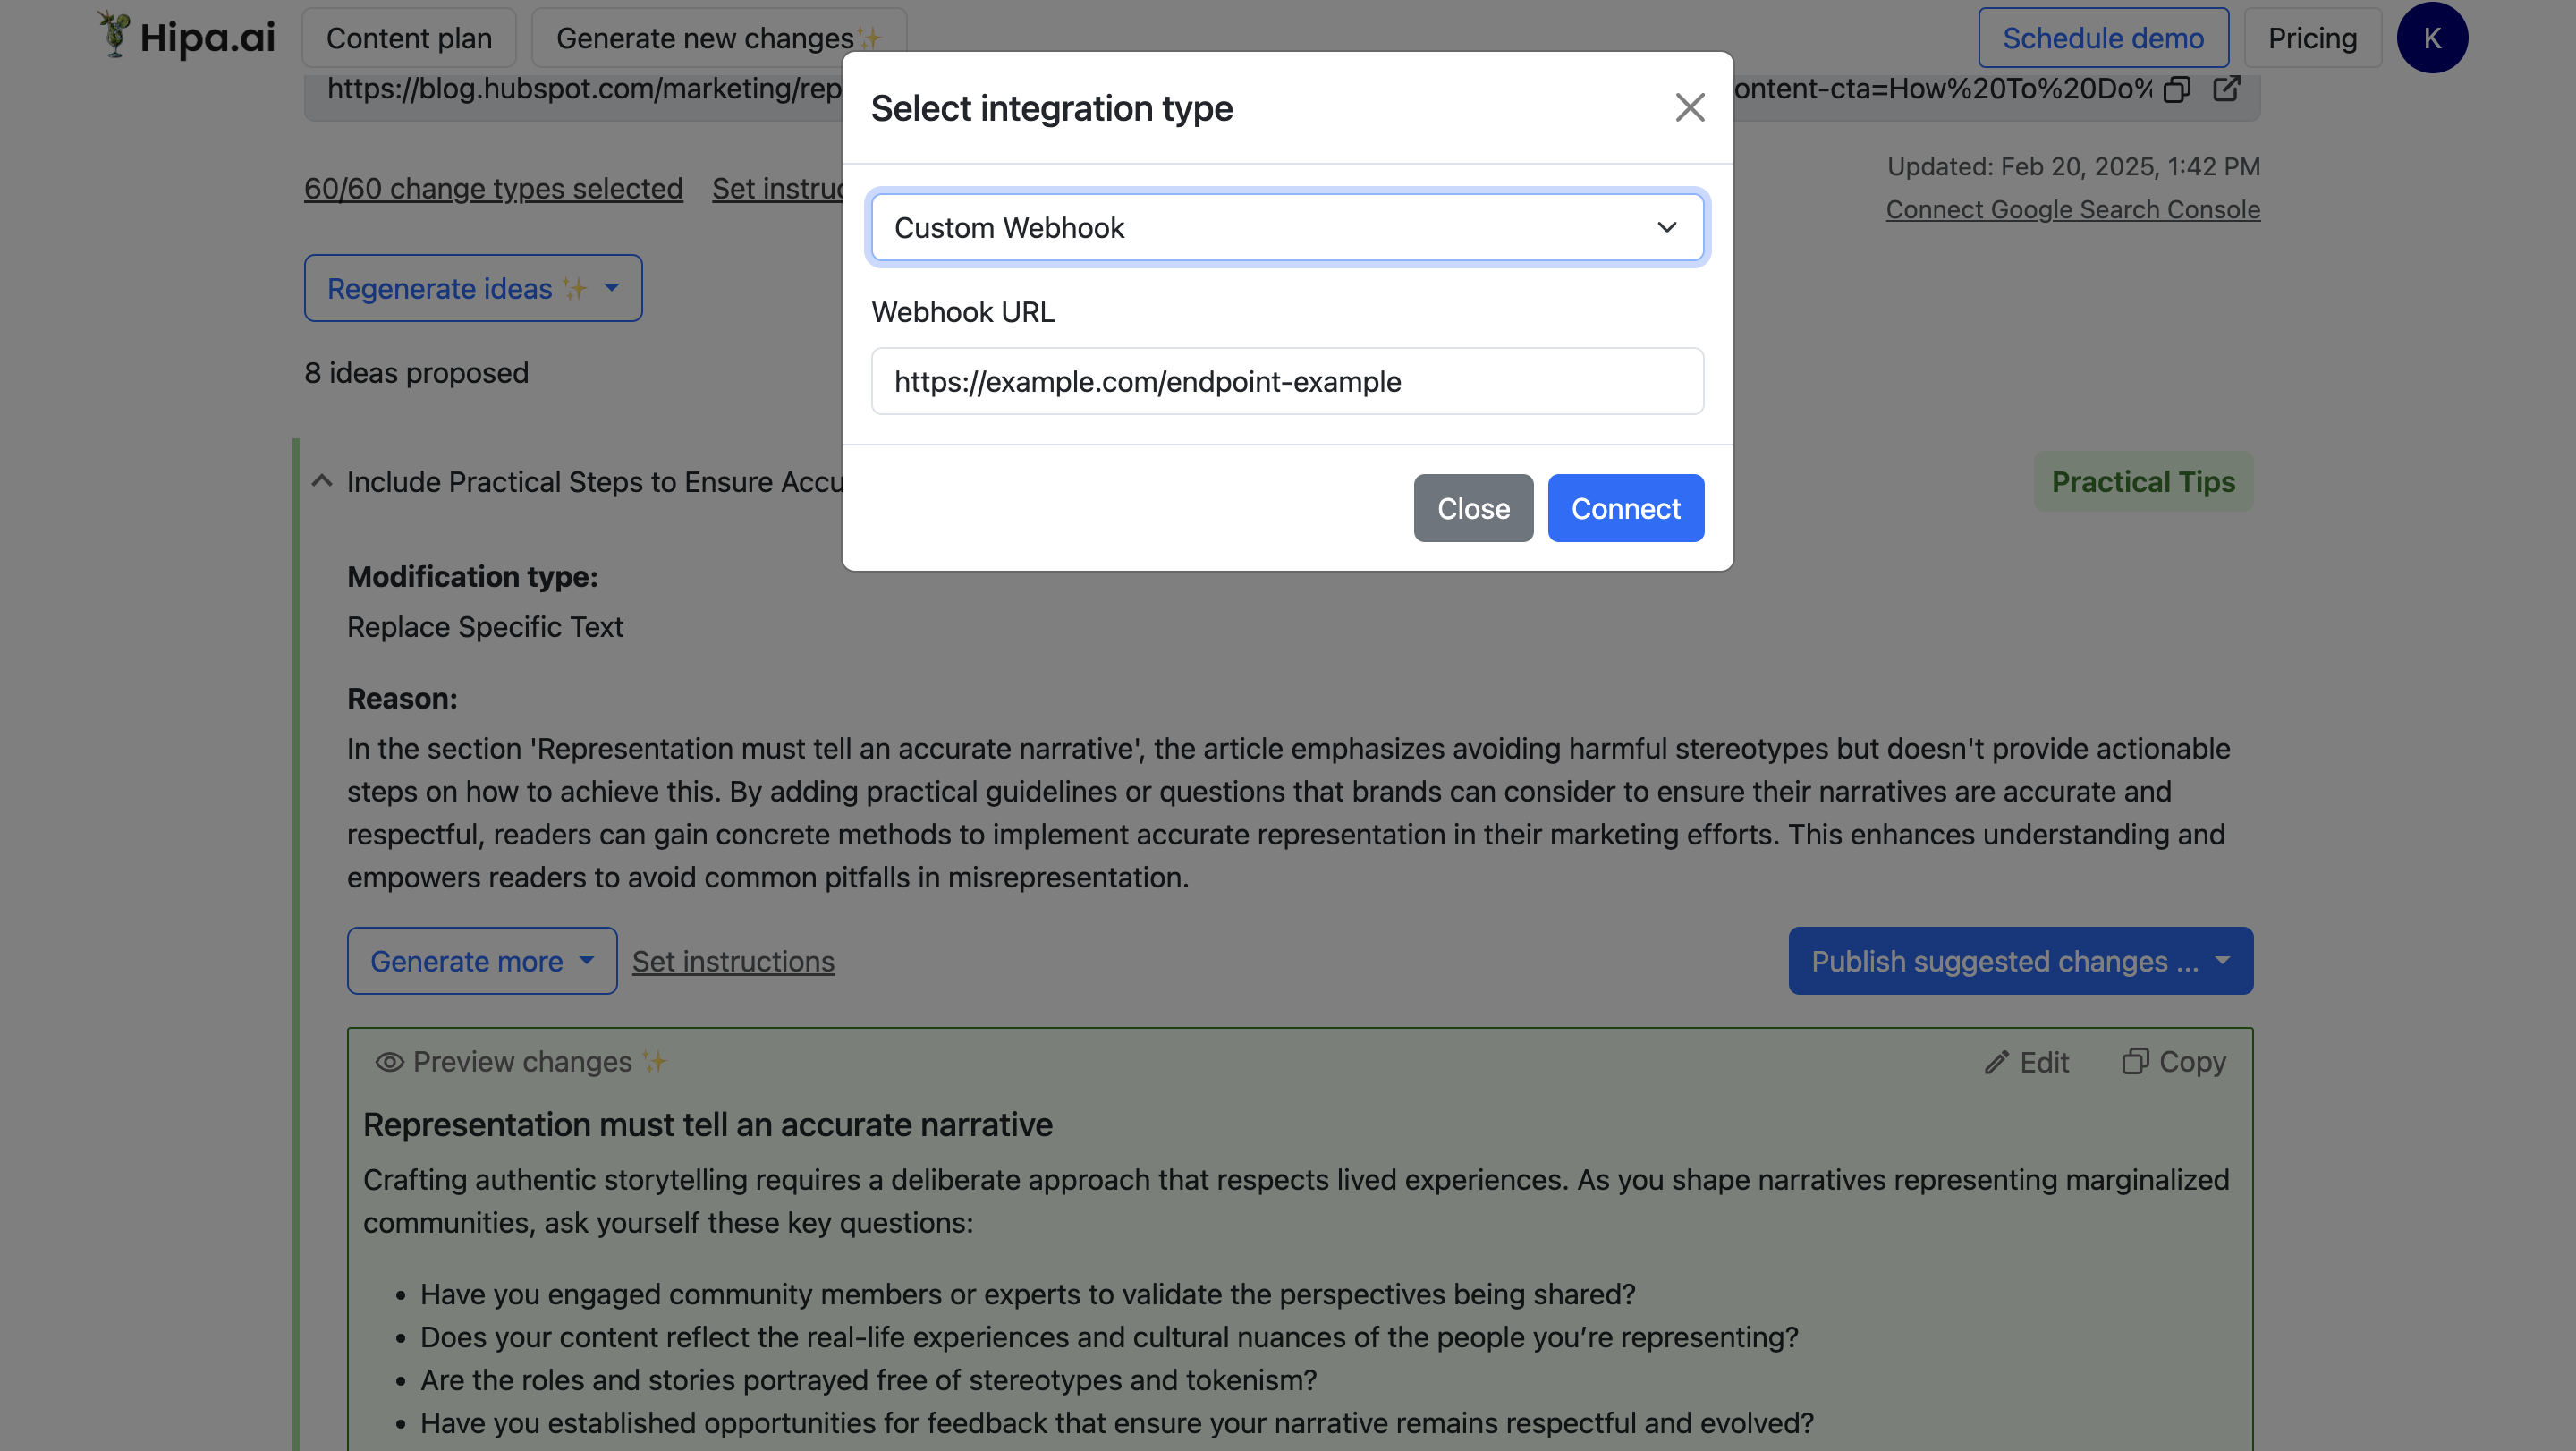 Hipa.ai
Content plan
Generate new changes✨
Schedule demo
Pricing
K
https://blog.hubspot.com/marketing/rep
ontent-cta=How%20To%20Do%
Select integration type
Custom Webhook
Webhook URL
https://example.com/endpoint-example
Close
Connect
Updated: Feb 20, 2025, 1:42 PM
Connect Google Search Console
60/60 change types selected
Set instruc
Regenerate ideas ✨
8 ideas proposed
Include Practical Steps to Ensure Accu
Practical Tips
Modification type:
Replace Specific Text
Reason:
In the section 'Representation must tell an accurate narrative', the article emphasizes avoiding harmful stereotypes but doesn't provide actionable
steps on how to achieve this. By adding practical guidelines or questions that brands can consider to ensure their narratives are accurate and
respectful, readers can gain concrete methods to implement accurate representation in their marketing efforts. This enhances understanding and
empowers readers to avoid common pitfalls in misrepresentation.
Generate more
Set instructions
Publish suggested changes ...
Preview changes ✨
Edit
Copy
Representation must tell an accurate narrative
Crafting authentic storytelling requires a deliberate approach that respects lived experiences. As you shape narratives representing marginalized
communities, ask yourself these key questions:
• Have you engaged community members or experts to validate the perspectives being shared?
• Does your content reflect the real-life experiences and cultural nuances of the people you’re representing?
• Are the roles and stories portrayed free of stereotypes and tokenism?
• Have you established opportunities for feedback that ensure your narrative remains respectful and evolved?